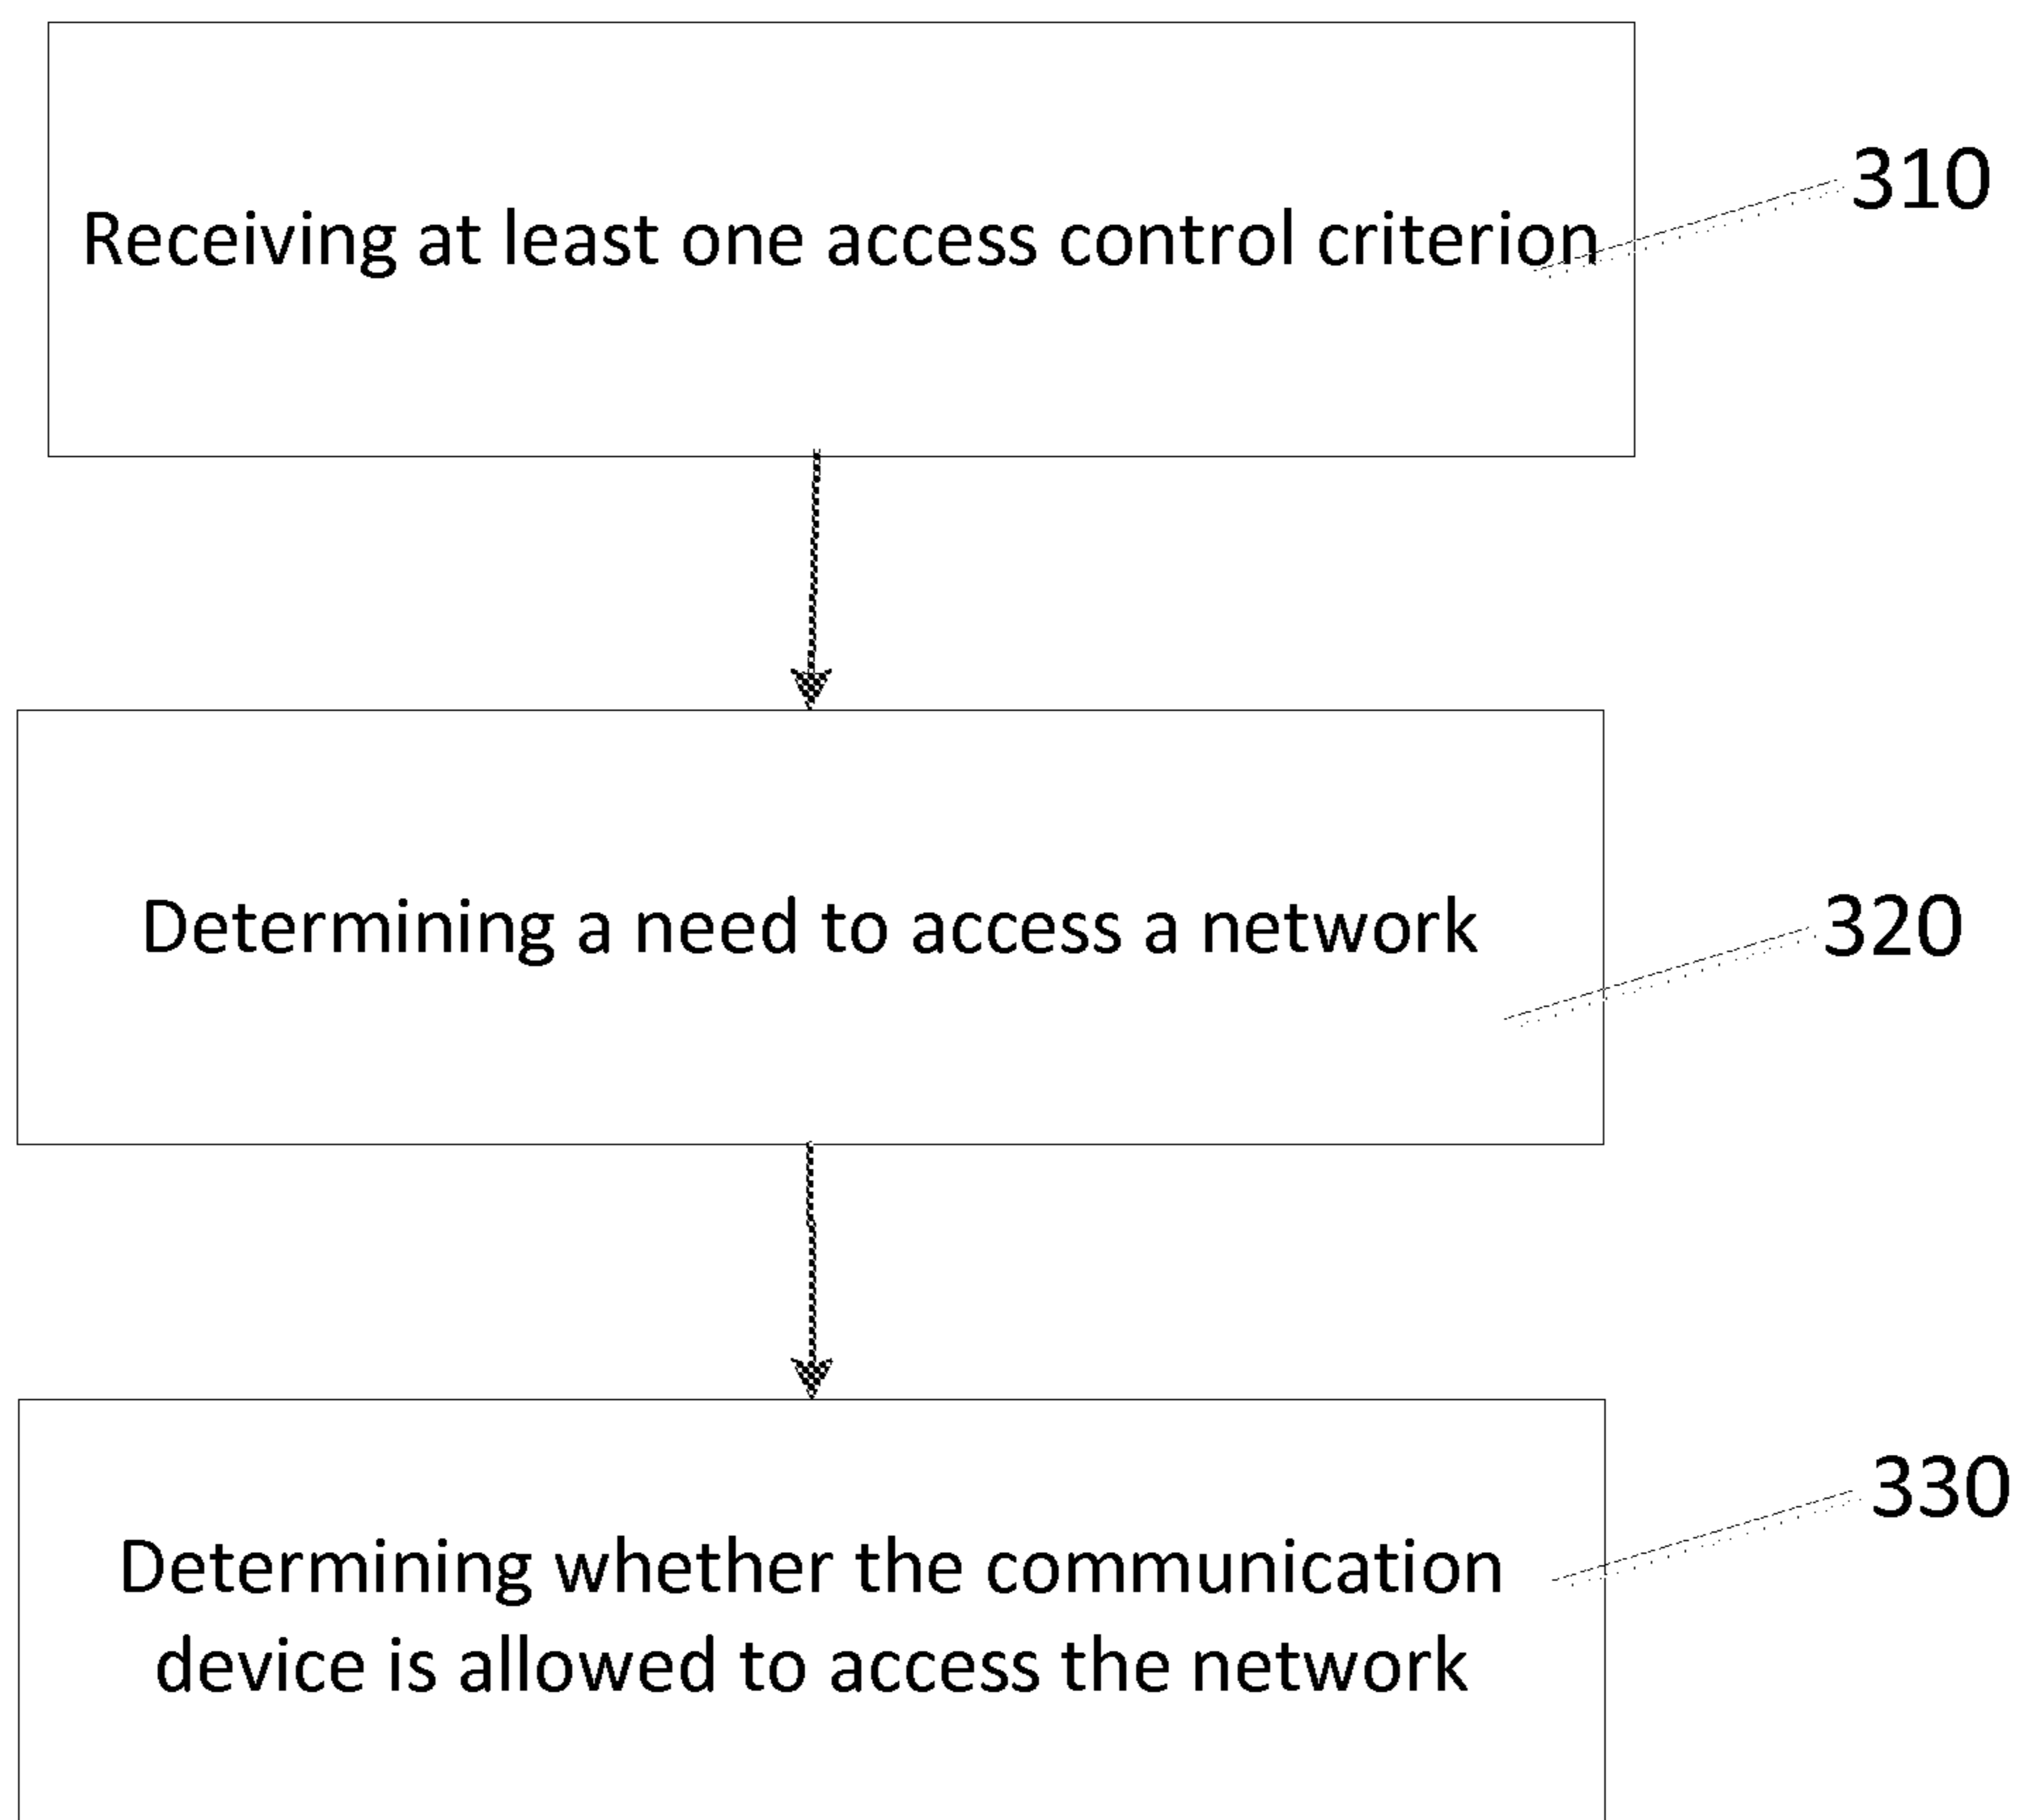 Receiving at least one access control criterion
310
Determining a need to access a network
320
330
Determining whether the communication
device is allowed to access the network